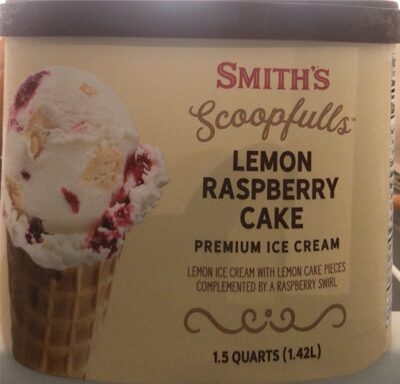 SMITH'S
Scoopfulls™
LEMON
RASPBERRY
CAKE
PREMIUM ICE CREAM
LEMON ICE CREAM WITH LEMON CAKE PIECES
COMPLEMENTED BY A RASPBERRY SWIRL
1.5 QUARTS (1.42L)